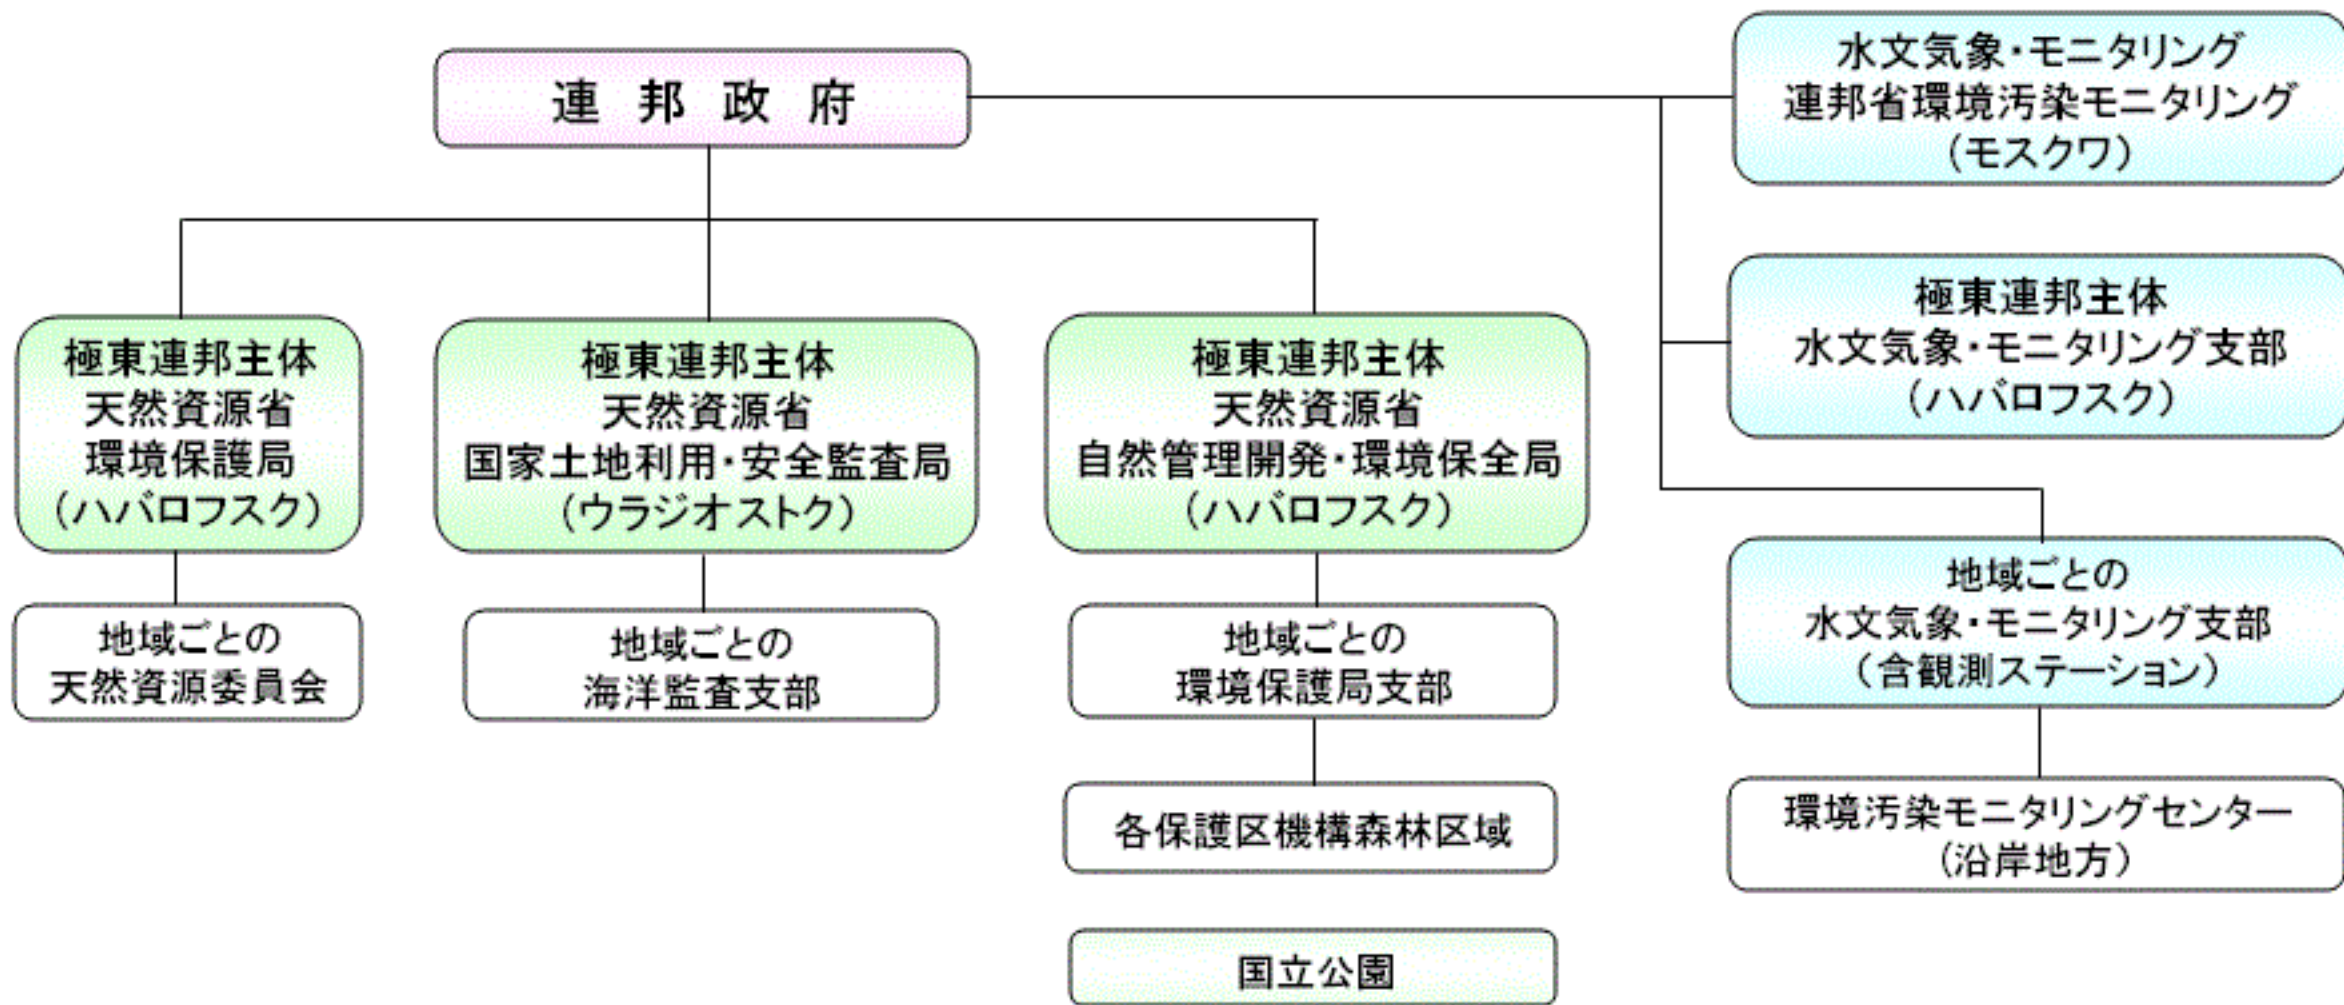 連邦政府
水文気象・モニタリング
連邦省環境汚染モニタリング
(モスクワ)
極東連邦主体
水文気象・モニタリング支部
(ハバロフスク)
極東連邦主体
天然資源省
環境保護局
(ハバロフスク)
極東連邦主体
天然資源省
国家土地利用・安全監査局
(ウラジオストク)
極東連邦主体
天然資源省
自然管理開発・環境保全局
(ハバロフスク)
地域ごとの
水文気象・モニタリング支部
(含観測ステーション)
地域ごとの
天然資源委員会
地域ごとの
海洋監査支部
地域ごとの
環境保護局支部
各保護区機構森林区域
環境汚染モニタリングセンター
(沿岸地方)
国立公園